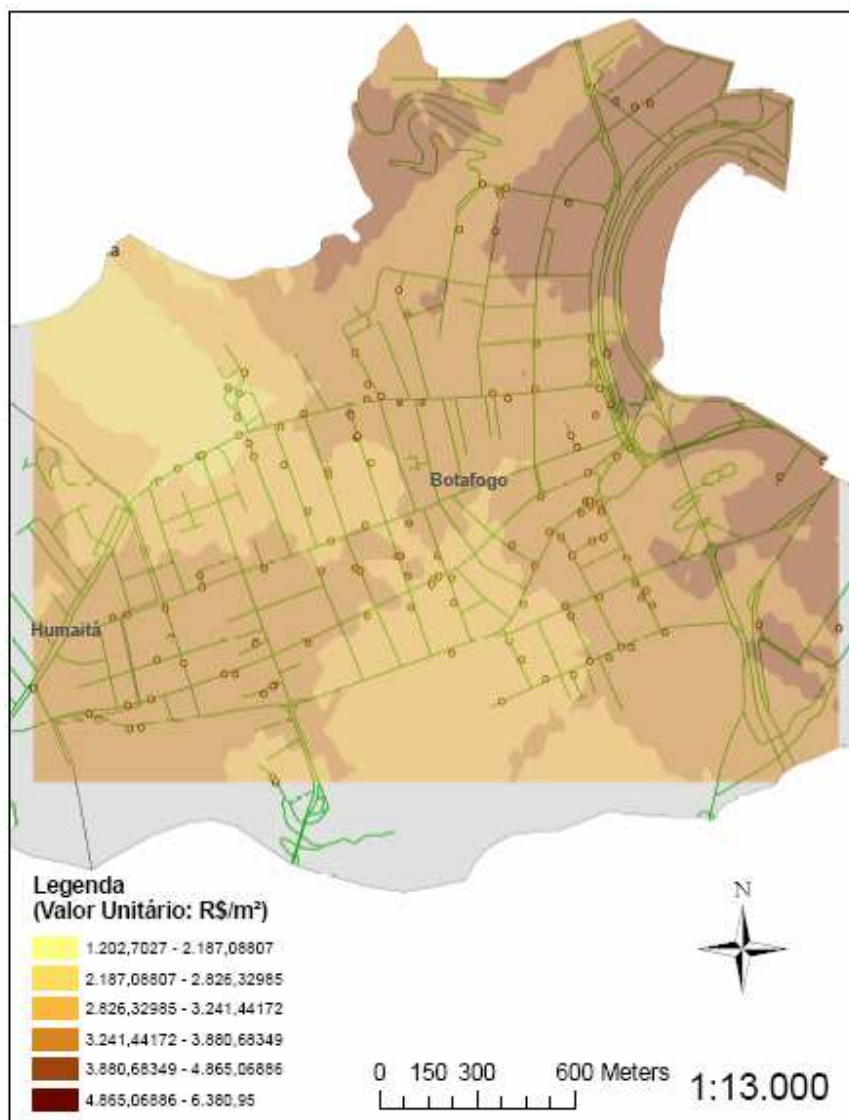 a
Botafogo
Humaitá
Legenda
(Valor Unitário: R$/m²)
1.202,7027 - 2.187,08807
2.187,08807 - 2.826,32985
2.826,32985 - 3.241,44172
3.241,44172 - 3.880,68349
3.880,68349 - 4.865,06886
4.865,06886 - 6.380,95
N
0 150 300 600 Meters
1:13.000